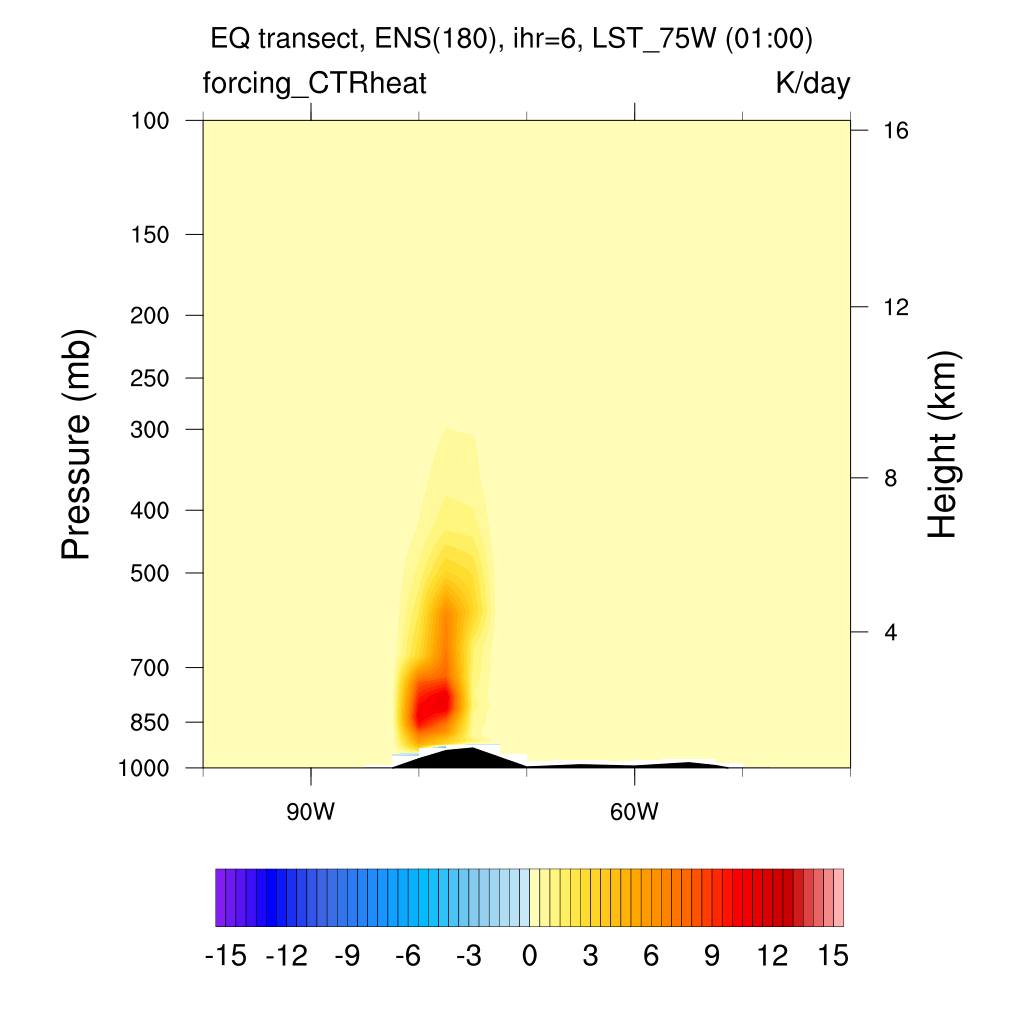 EQ transect, ENS(180), ihr=6, LST_75W (01:00)
forcing_CTRheat K/day
100
150
200
250
300
400
500
700
850
1000
Pressure (mb)
16
12
8
4
Height (km)
90W 60W
-15 -12 -9 -6 -3 0 3 6 9 12 15